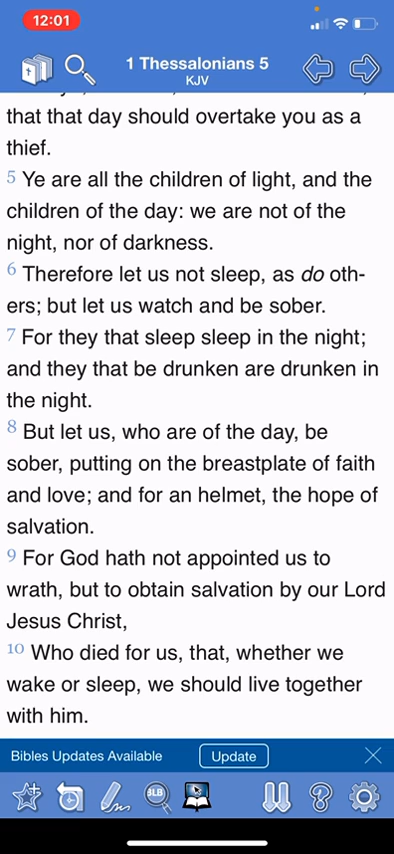 12:01
1 Thessalonians 5
KJV
that that day should overtake you as a
thief.
5 Ye are all the children of light, and the
children of the day: we are not of the
night, nor of darkness.
6 Therefore let us not sleep, as do oth-
ers; but let us watch and be sober.
7 For they that sleep sleep in the night;
and they that be drunken are drunken in
the night.
8 But let us, who are of the day, be
sober, putting on the breastplate of faith
and love; and for an helmet, the hope of
salvation.
9 For God hath not appointed us to
wrath, but to obtain salvation by our Lord
Jesus Christ,
10 Who died for us, that, whether we
wake or sleep, we should live together
with him.
Bibles Updates Available Update
BLB